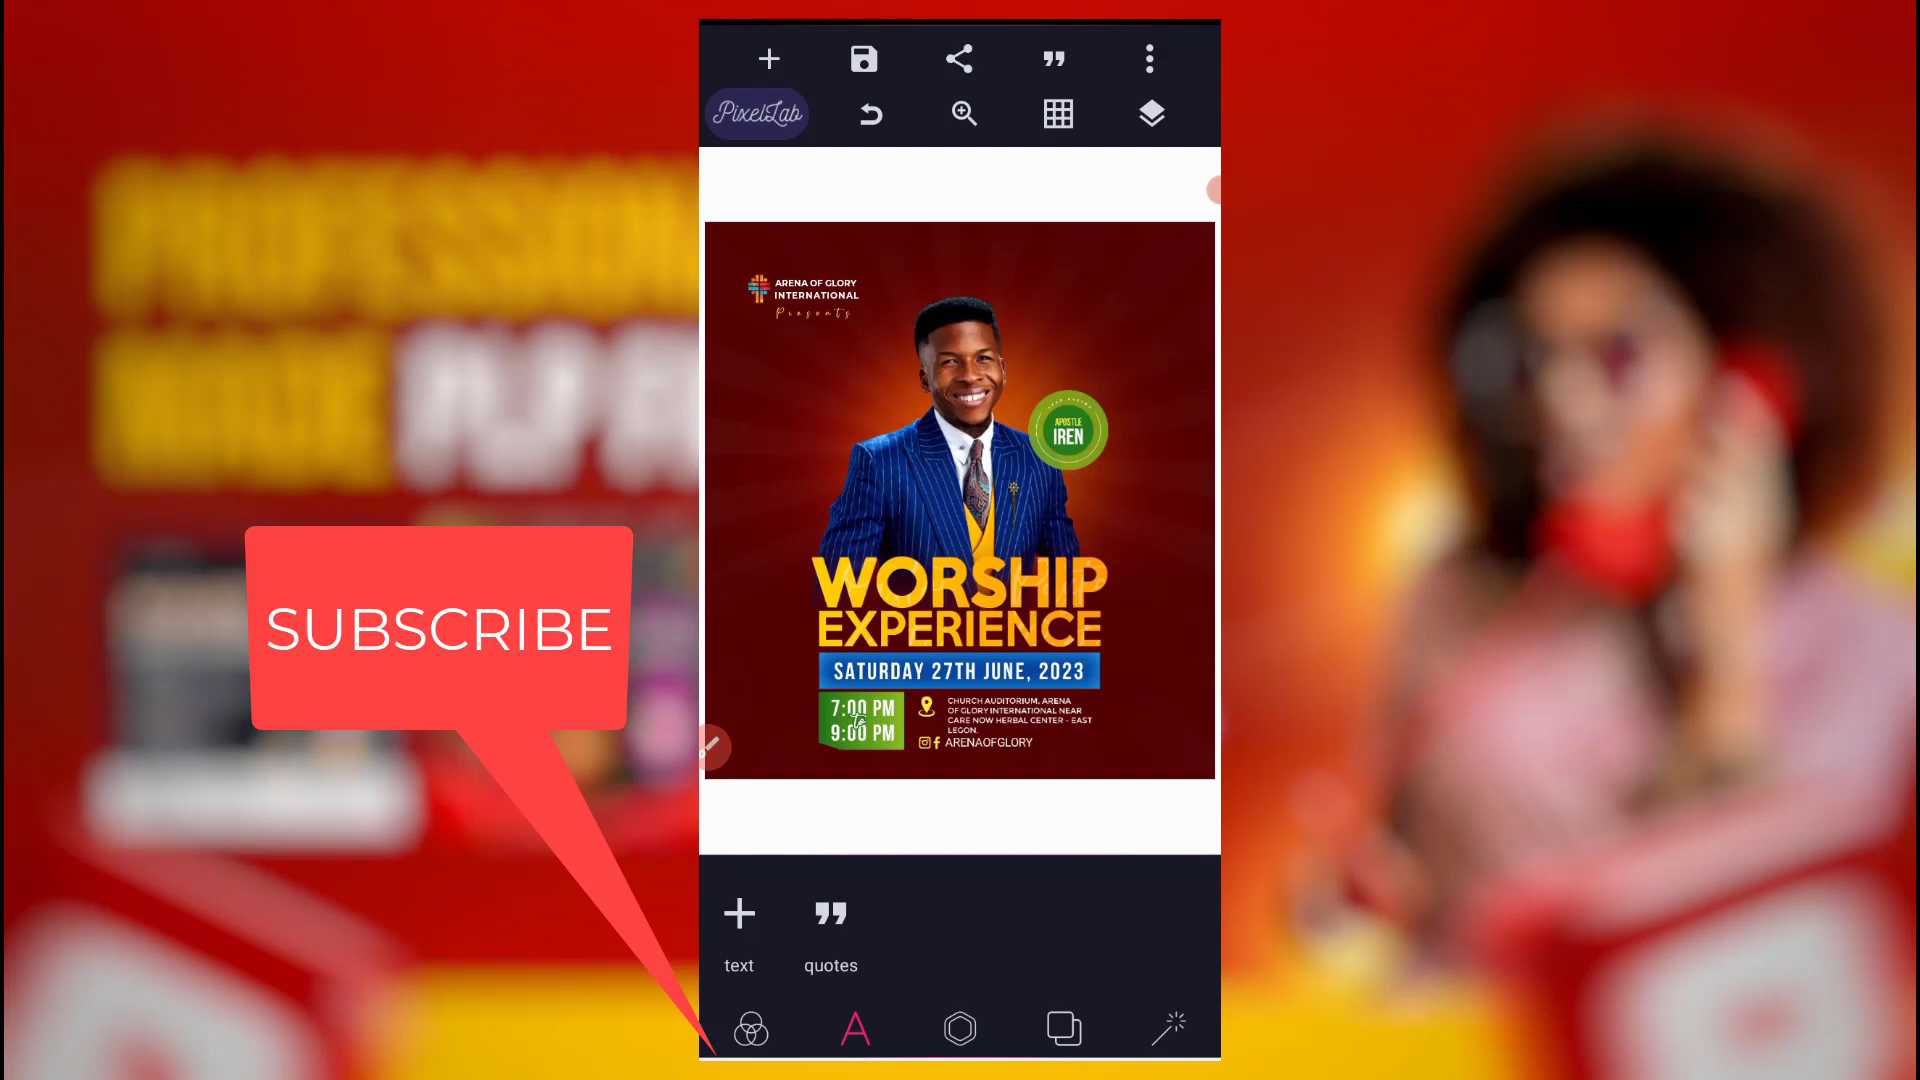 PixelLab
ARENA OF GLORY
INTERNATIONAL
Presents
APOSTLE
IREN
WORSHIP
EXPERIENCE
SATURDAY 27TH JUNE, 2023
7:00 PM
to
9:00 PM
CHURCH AUDITORIUM, ARENA
OF GLORY INTERNATIONAL NEAR
CARE NOW HERBAL CENTER - EAST
LEGON.
ARENAOFGLORY
SUBSCRIBE
text
quotes